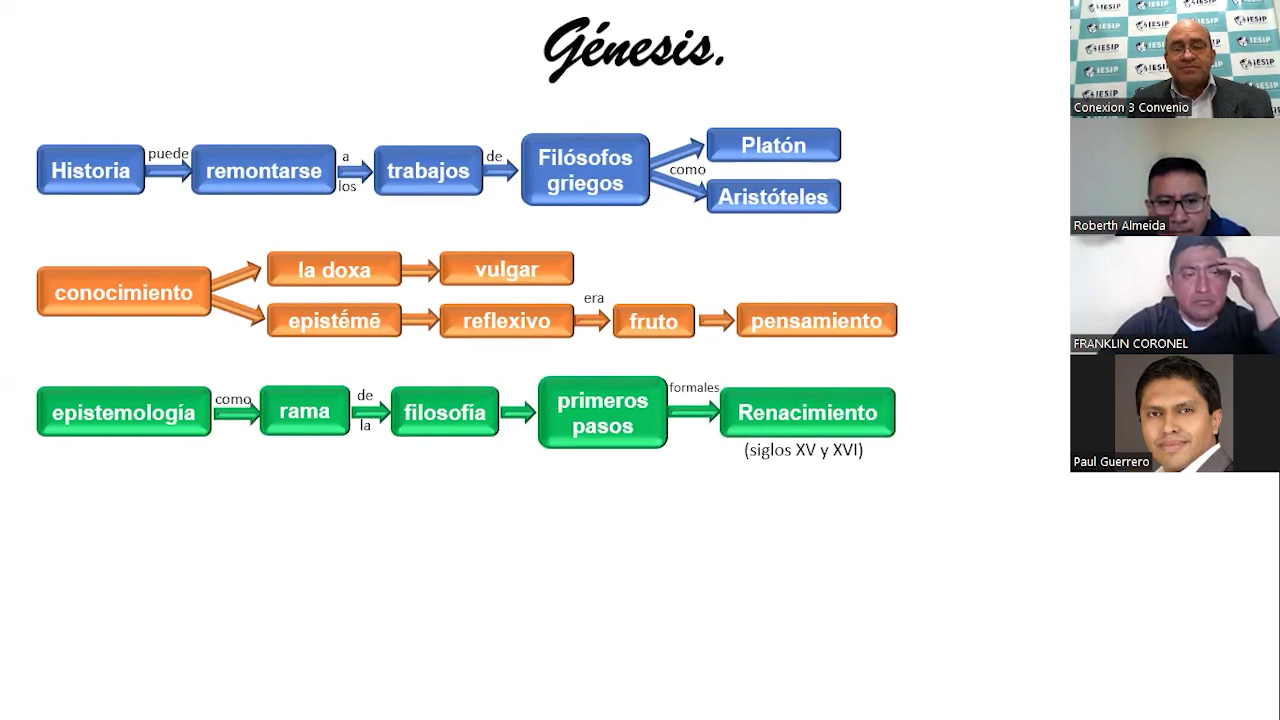 Génesis.
Historia puede remontarse a los trabajos de Filósofos griegos como Platón
Aristóteles
conocimiento la doxa vulgar
epistḗmē reflexivo era fruto pensamiento
epistemología como rama de la filosofía primeros pasos formales Renacimiento
(siglos XV y XVI)
IESIP
Conexion 3 Convenio
Roberth Almeida
FRANKLIN CORONEL
Paul Guerrero